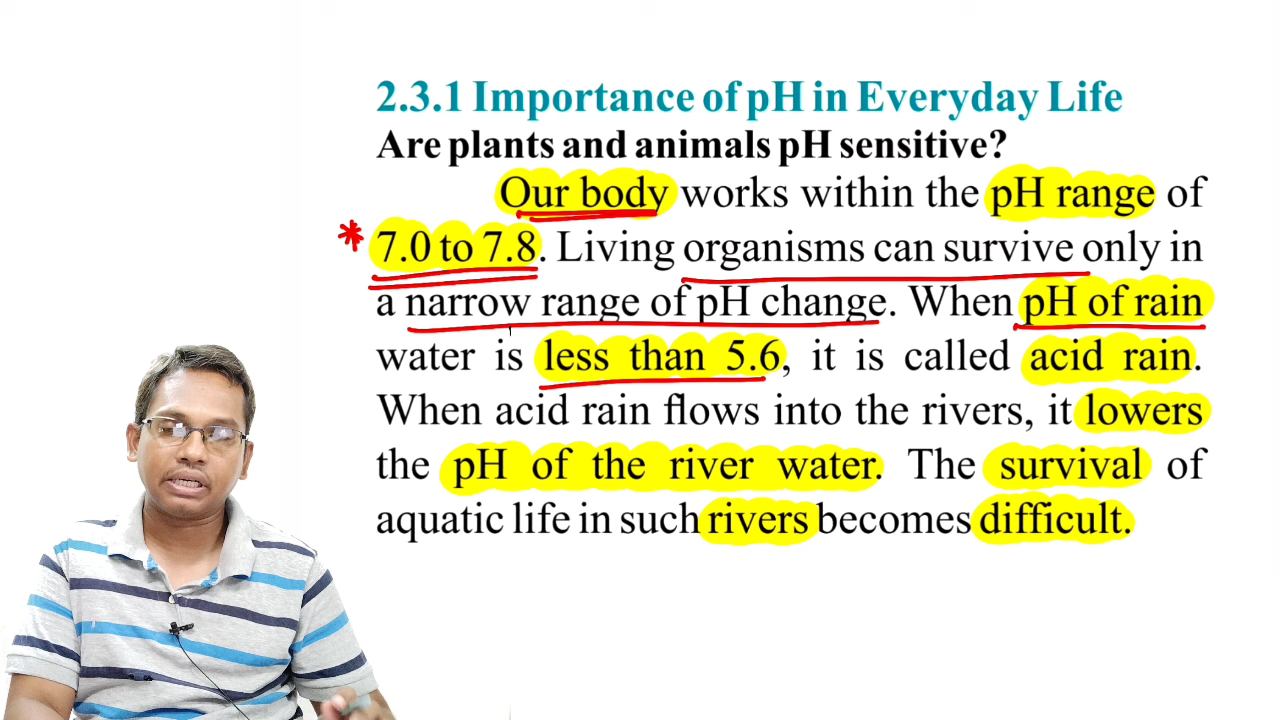 2.3.1 Importance of pH in Everyday Life
Are plants and animals pH sensitive?
Our body works within the pH range of
* 7.0 to 7.8. Living organisms can survive only in
a narrow range of pH change. When pH of rain
water is less than 5.6, it is called acid rain.
When acid rain flows into the rivers, it lowers
the pH of the river water. The survival of
aquatic life in such rivers becomes difficult.